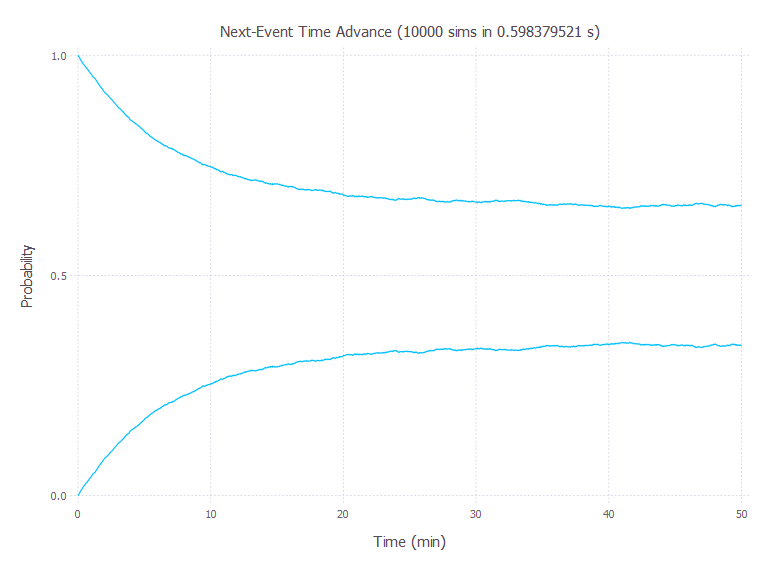 Next-Event Time Advance (10000 sims in 0.598379521 s)
1.0
0.5
0.0
Probability
0 10 20 30 40 50
Time (min)